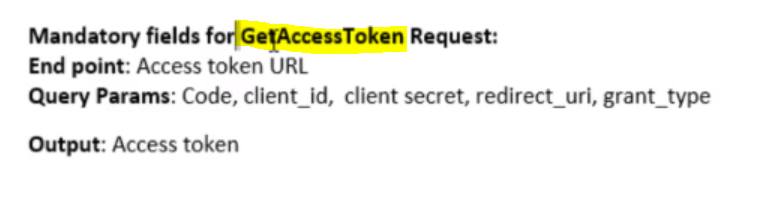 Mandatory fields for GetAccessToken Request:
End point: Access token URL
Query Params: Code, client_id, client secret, redirect_uri, grant_type
Output: Access token